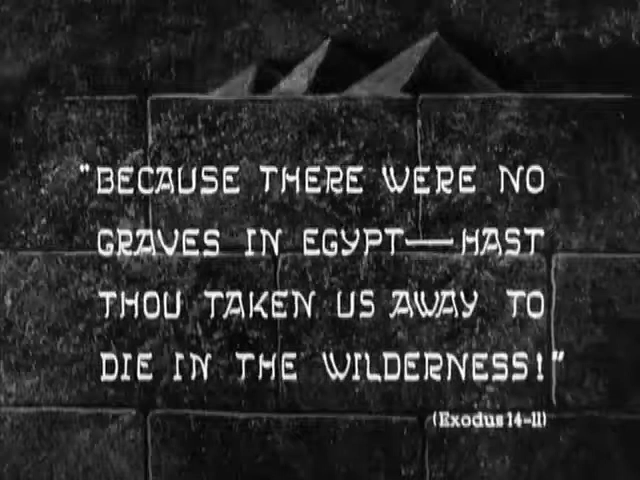 "BECAUSE THERE WERE NO
GRAVES IN EGYPT—HAST
THOU TAKEN US AWAY TO
DIE IN THE WILDERNESS!"
(Exodus 14-11)